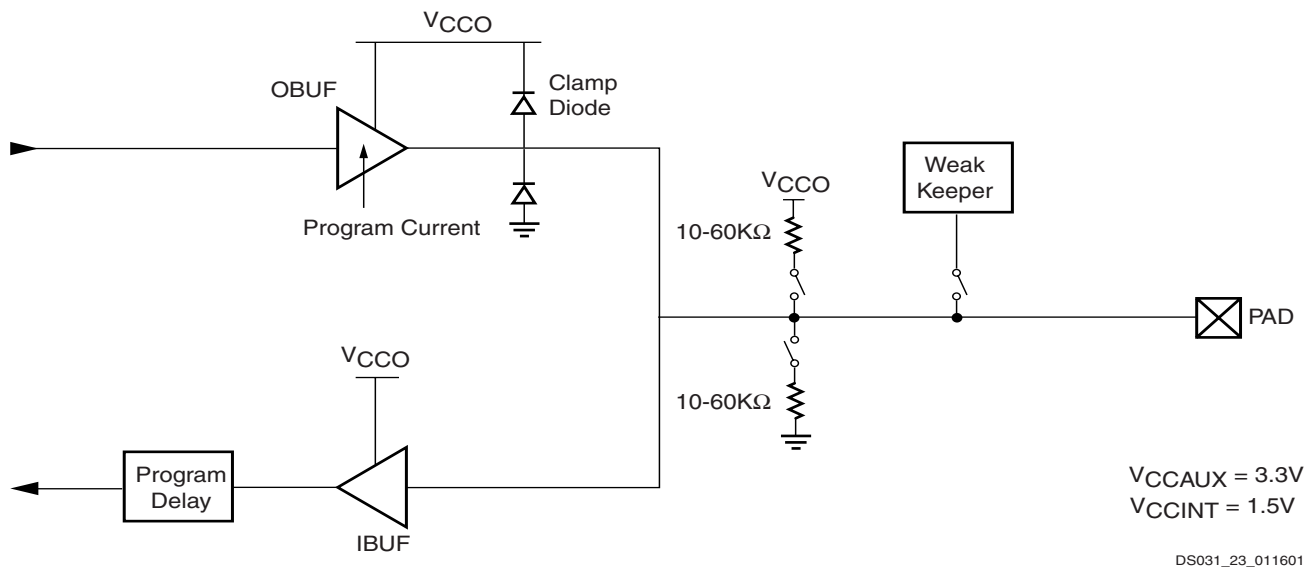 VCCO
OBUF
Clamp
Diode
Program Current
VCCO
10-60KΩ
Weak
Keeper
PAD
VCCO
10-60KΩ
Program
Delay
IBUF
VCCAUX = 3.3V
VCCINT = 1.5V
DS031_23_011601